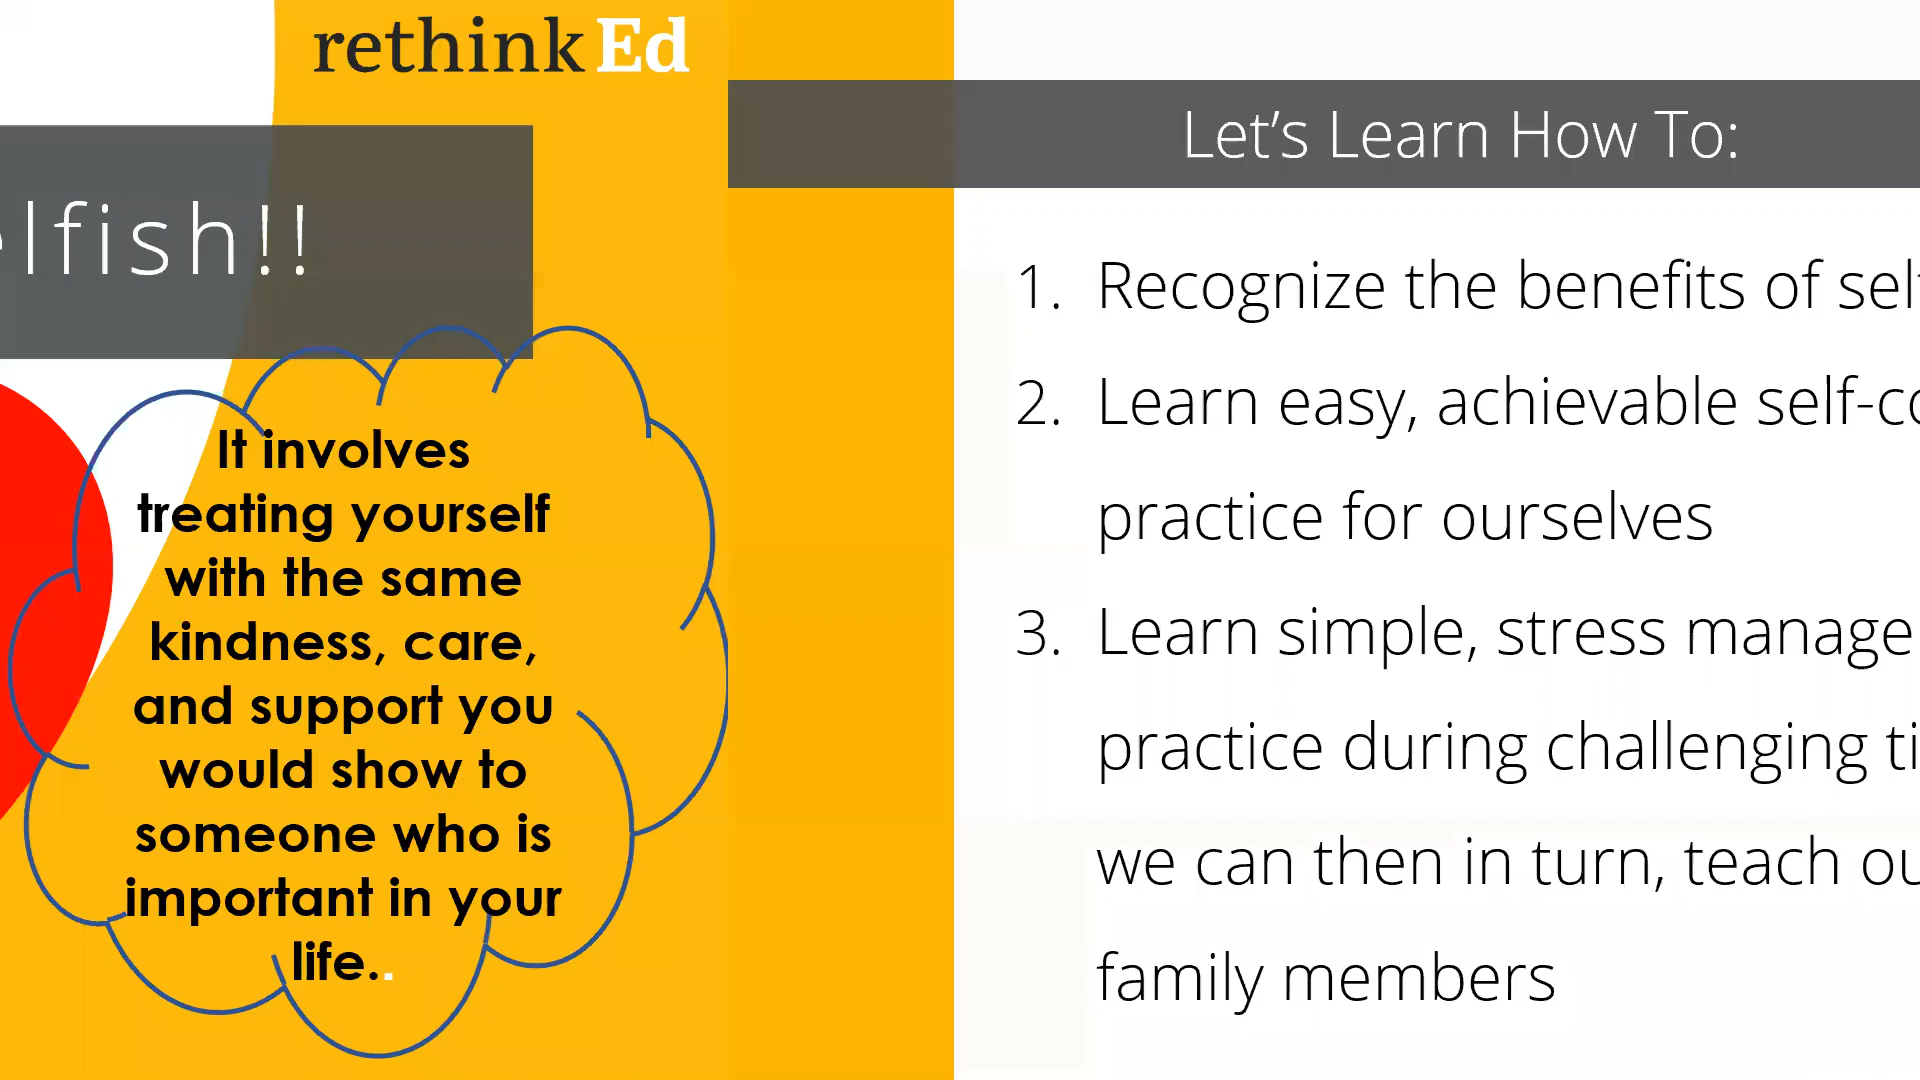 rethink Ed
elfish!!
It involves
treating yourself
with the same
kindness, care,
and support you
would show to
someone who is
important in your
life..
Let’s Learn How To:
1. Recognize the benefits of sel
2. Learn easy, achievable self-co
practice for ourselves
3. Learn simple, stress manage
practice during challenging ti
we can then in turn, teach ou
family members